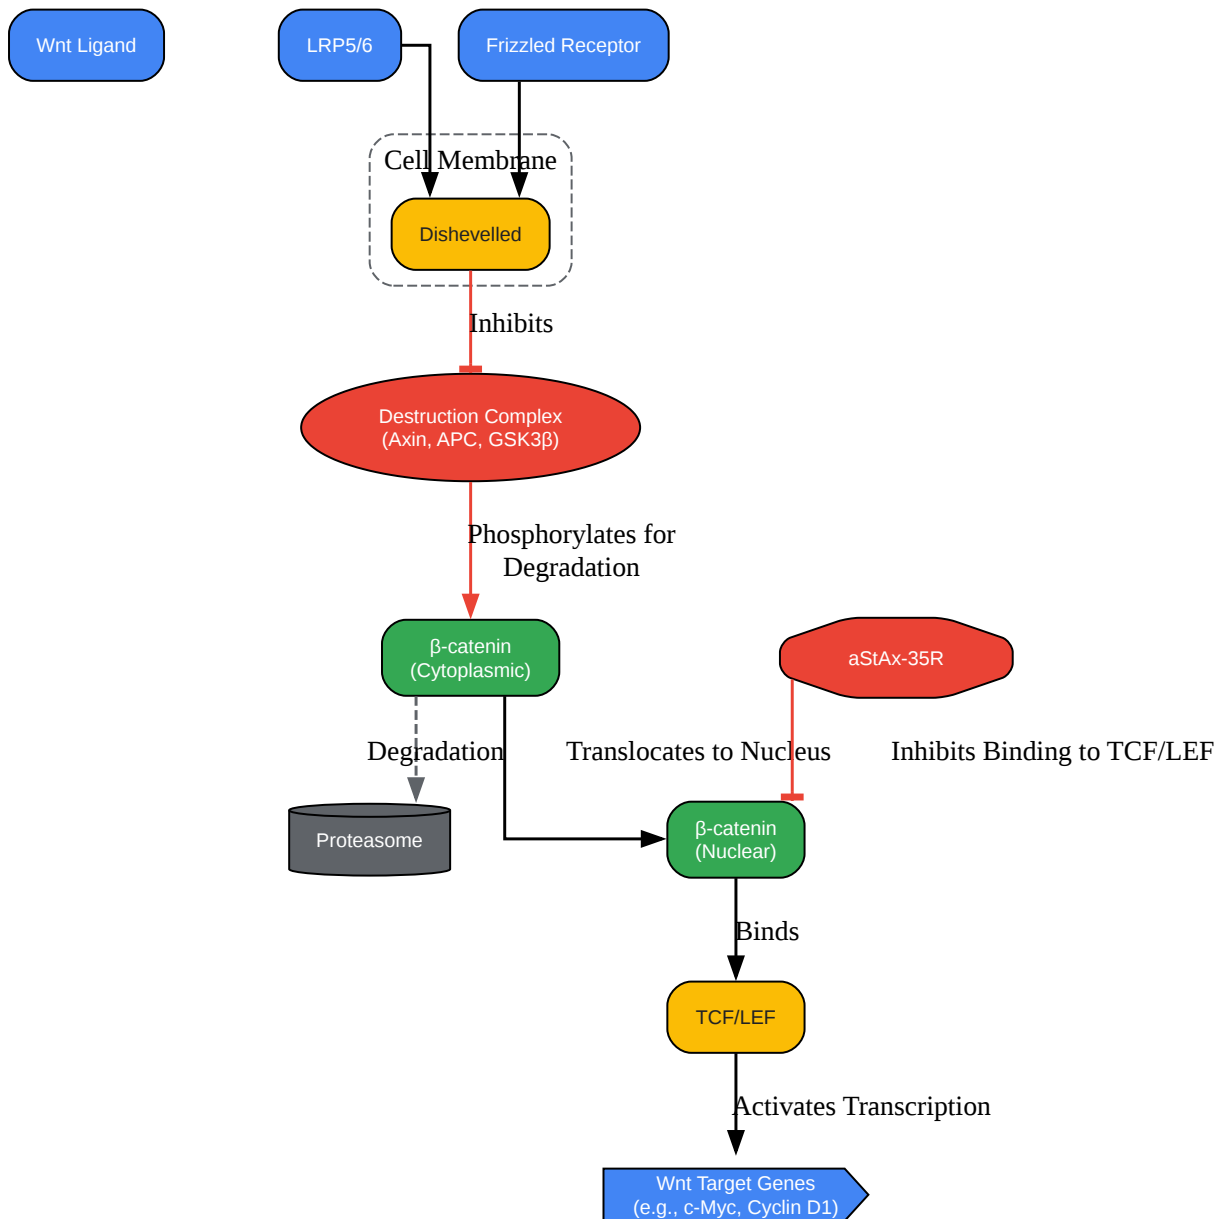 Wnt Ligand
LRP5/6
Frizzled Receptor
Cell Membrane
Dishevelled
Inhibits
Destruction Complex
(Axin, APC, GSK3β)
Phosphorylates for
Degradation
β-catenin
(Cytoplasmic)
aStAx-35R
Degradation
Translocates to Nucleus
Inhibits Binding to TCF/LEF
Proteasome
β-catenin
(Nuclear)
Binds
TCF/LEF
Activates Transcription
Wnt Target Genes
(e.g., c-Myc, Cyclin D1)